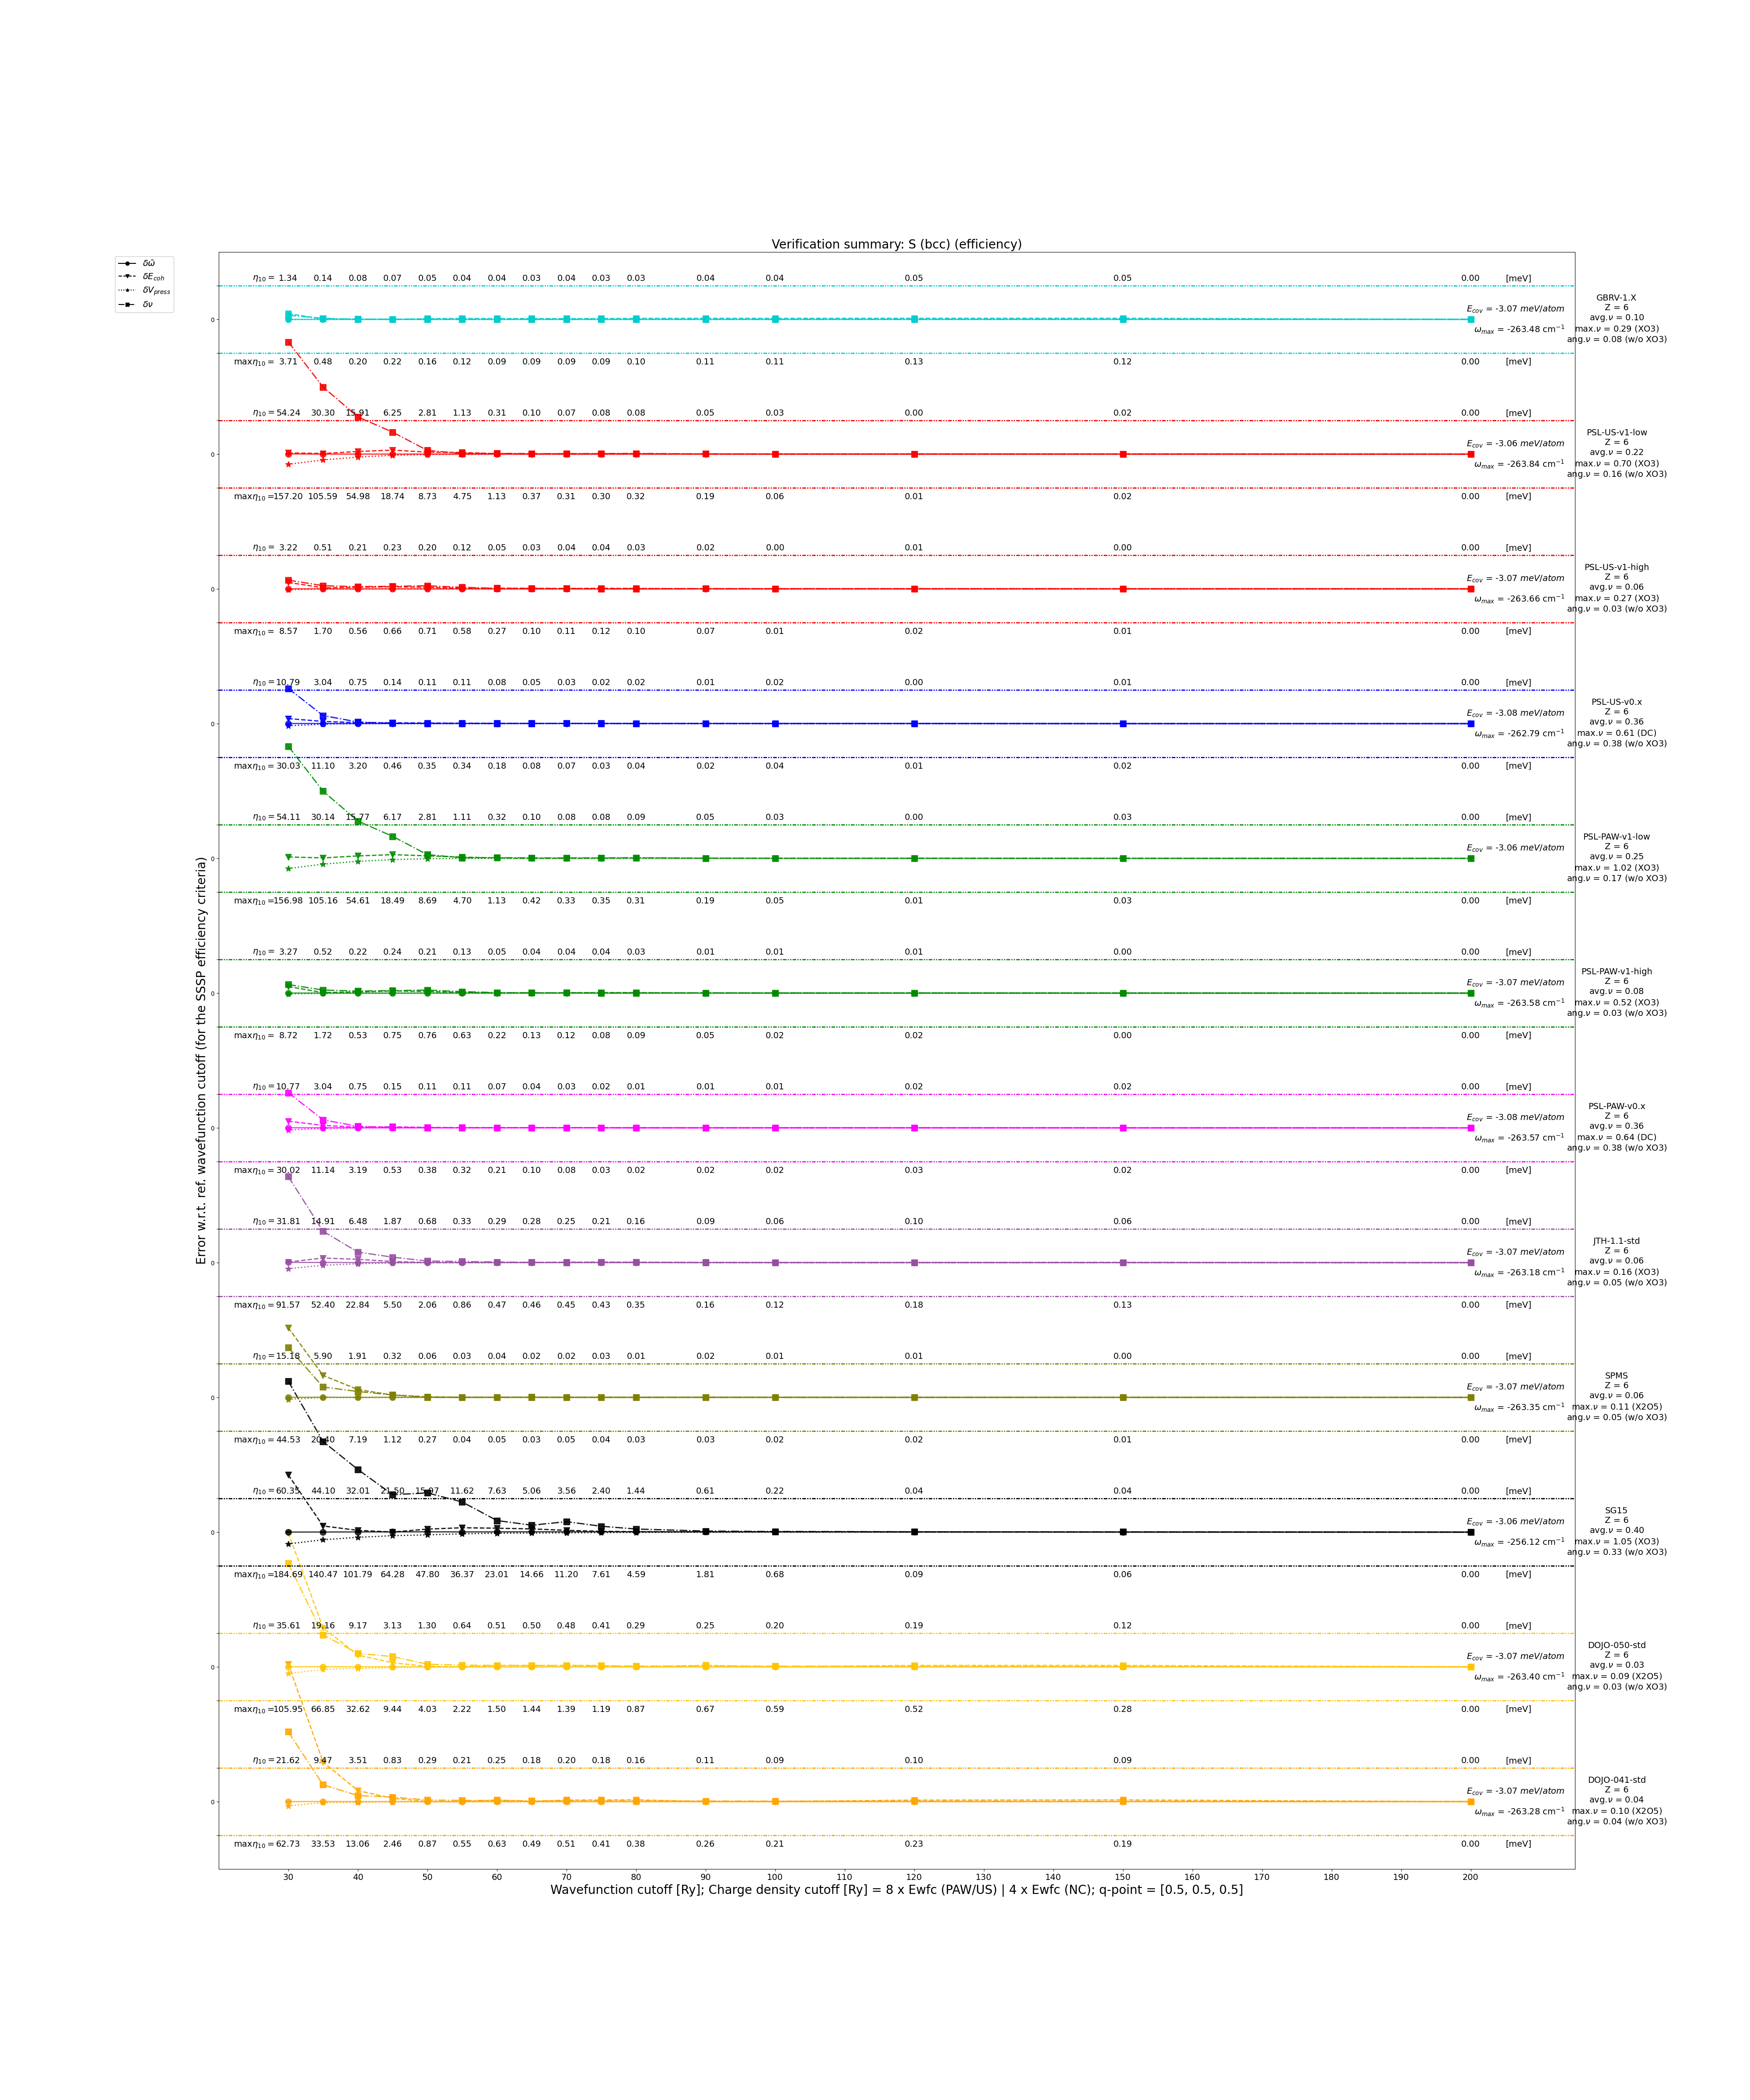 Verification summary: S (bcc) (efficiency)
δω̄
δE_coh
δV_press
δν
Error w.r.t. ref. wavefunction cutoff (for the SSSP efficiency criteria)
η₁₀ = 1.34 0.14 0.08 0.07 0.05 0.04 0.04 0.03 0.04 0.03 0.03 0.04 0.04 0.05 0.05 0.00 [meV]
0
E_cov = -3.07 meV/atom
ω_max = -263.48 cm⁻¹
GBRV-1.X
Z = 6
avg.ν = 0.10
max.ν = 0.29 (XO3)
ang.ν = 0.08 (w/o XO3)
maxη₁₀ = 3.71 0.48 0.20 0.22 0.16 0.12 0.09 0.09 0.09 0.09 0.10 0.11 0.11 0.13 0.12 0.00 [meV]
η₁₀ = 54.24 30.30 15.91 6.25 2.81 1.13 0.31 0.10 0.07 0.08 0.08 0.05 0.03 0.00 0.02 0.00 [meV]
0
E_cov = -3.06 meV/atom
ω_max = -263.84 cm⁻¹
PSL-US-v1-low
Z = 6
avg.ν = 0.22
max.ν = 0.70 (XO3)
ang.ν = 0.16 (w/o XO3)
maxη₁₀ = 157.20 105.59 54.98 18.74 8.73 4.75 1.13 0.37 0.31 0.30 0.32 0.19 0.06 0.01 0.02 0.00 [meV]
η₁₀ = 3.22 0.51 0.21 0.23 0.20 0.12 0.05 0.03 0.04 0.04 0.03 0.02 0.00 0.01 0.00 0.00 [meV]
0
E_cov = -3.07 meV/atom
ω_max = -263.66 cm⁻¹
PSL-US-v1-high
Z = 6
avg.ν = 0.06
max.ν = 0.27 (XO3)
ang.ν = 0.03 (w/o XO3)
maxη₁₀ = 8.57 1.70 0.56 0.66 0.71 0.58 0.27 0.10 0.11 0.12 0.10 0.07 0.01 0.02 0.01 0.00 [meV]
η₁₀ = 10.79 3.04 0.75 0.14 0.11 0.11 0.08 0.05 0.03 0.02 0.02 0.01 0.02 0.00 0.01 0.00 [meV]
0
E_cov = -3.08 meV/atom
ω_max = -262.79 cm⁻¹
PSL-US-v0.x
Z = 6
avg.ν = 0.36
max.ν = 0.61 (DC)
ang.ν = 0.38 (w/o XO3)
maxη₁₀ = 30.03 11.10 3.20 0.46 0.35 0.34 0.18 0.08 0.07 0.03 0.04 0.02 0.04 0.01 0.02 0.00 [meV]
η₁₀ = 54.11 30.14 15.77 6.17 2.81 1.11 0.32 0.10 0.08 0.08 0.09 0.05 0.03 0.00 0.03 0.00 [meV]
0
E_cov = -3.06 meV/atom
PSL-PAW-v1-low
Z = 6
avg.ν = 0.25
max.ν = 1.02 (XO3)
ang.ν = 0.17 (w/o XO3)
maxη₁₀ = 156.98 105.16 54.61 18.49 8.69 4.70 1.13 0.42 0.33 0.35 0.31 0.19 0.05 0.01 0.03 0.00 [meV]
η₁₀ = 3.27 0.52 0.22 0.24 0.21 0.13 0.05 0.04 0.04 0.04 0.03 0.01 0.01 0.01 0.00 0.00 [meV]
0
E_cov = -3.07 meV/atom
ω_max = -263.58 cm⁻¹
PSL-PAW-v1-high
Z = 6
avg.ν = 0.08
max.ν = 0.52 (XO3)
ang.ν = 0.03 (w/o XO3)
maxη₁₀ = 8.72 1.72 0.53 0.75 0.76 0.63 0.22 0.13 0.12 0.08 0.09 0.05 0.02 0.02 0.00 0.00 [meV]
η₁₀ = 10.77 3.04 0.75 0.15 0.11 0.11 0.07 0.04 0.03 0.02 0.01 0.01 0.01 0.02 0.02 0.00 [meV]
0
E_cov = -3.08 meV/atom
ω_max = -263.57 cm⁻¹
PSL-PAW-v0.x
Z = 6
avg.ν = 0.36
max.ν = 0.64 (DC)
ang.ν = 0.38 (w/o XO3)
maxη₁₀ = 30.02 11.14 3.19 0.53 0.38 0.32 0.21 0.10 0.08 0.03 0.02 0.02 0.02 0.03 0.02 0.00 [meV]
η₁₀ = 31.81 14.91 6.48 1.87 0.68 0.33 0.29 0.28 0.25 0.21 0.16 0.09 0.06 0.10 0.06 0.00 [meV]
0
E_cov = -3.07 meV/atom
ω_max = -263.18 cm⁻¹
JTH-1.1-std
Z = 6
avg.ν = 0.06
max.ν = 0.16 (XO3)
ang.ν = 0.05 (w/o XO3)
maxη₁₀ = 91.57 52.40 22.84 5.50 2.06 0.86 0.47 0.46 0.45 0.43 0.35 0.16 0.12 0.18 0.13 0.00 [meV]
η₁₀ = 15.18 5.90 1.91 0.32 0.06 0.03 0.04 0.02 0.02 0.03 0.01 0.02 0.01 0.01 0.00 0.00 [meV]
0
E_cov = -3.07 meV/atom
ω_max = -263.35 cm⁻¹
SPMS
Z = 6
avg.ν = 0.06
max.ν = 0.11 (X2O5)
ang.ν = 0.05 (w/o XO3)
maxη₁₀ = 44.53 20.40 7.19 1.12 0.27 0.04 0.05 0.03 0.05 0.04 0.03 0.03 0.02 0.02 0.01 0.00 [meV]
η₁₀ = 60.35 44.10 32.01 21.50 15.97 11.62 7.63 5.06 3.56 2.40 1.44 0.61 0.22 0.04 0.04 0.00 [meV]
0
E_cov = -3.06 meV/atom
ω_max = -256.12 cm⁻¹
SG15
Z = 6
avg.ν = 0.40
max.ν = 1.05 (XO3)
ang.ν = 0.33 (w/o XO3)
maxη₁₀ = 184.69 140.47 101.79 64.28 47.80 36.37 23.01 14.66 11.20 7.61 4.59 1.81 0.68 0.09 0.06 0.00 [meV]
η₁₀ = 35.61 19.16 9.17 3.13 1.30 0.64 0.51 0.50 0.48 0.41 0.29 0.25 0.20 0.19 0.12 0.00 [meV]
0
E_cov = -3.07 meV/atom
ω_max = -263.40 cm⁻¹
DOJO-050-std
Z = 6
avg.ν = 0.03
max.ν = 0.09 (X2O5)
ang.ν = 0.03 (w/o XO3)
maxη₁₀ = 105.95 66.85 32.62 9.44 4.03 2.22 1.50 1.44 1.39 1.19 0.87 0.67 0.59 0.52 0.28 0.00 [meV]
η₁₀ = 21.62 9.47 3.51 0.83 0.29 0.21 0.25 0.18 0.20 0.18 0.16 0.11 0.09 0.10 0.09 0.00 [meV]
0
E_cov = -3.07 meV/atom
ω_max = -263.28 cm⁻¹
DOJO-041-std
Z = 6
avg.ν = 0.04
max.ν = 0.10 (X2O5)
ang.ν = 0.04 (w/o XO3)
maxη₁₀ = 62.73 33.53 13.06 2.46 0.87 0.55 0.63 0.49 0.51 0.41 0.38 0.26 0.21 0.23 0.19 0.00 [meV]
30 40 50 60 70 80 90 100 110 120 130 140 150 160 170 180 190 200
Wavefunction cutoff [Ry]; Charge density cutoff [Ry] = 8 x Ewfc (PAW/US) | 4 x Ewfc (NC); q-point = [0.5, 0.5, 0.5]